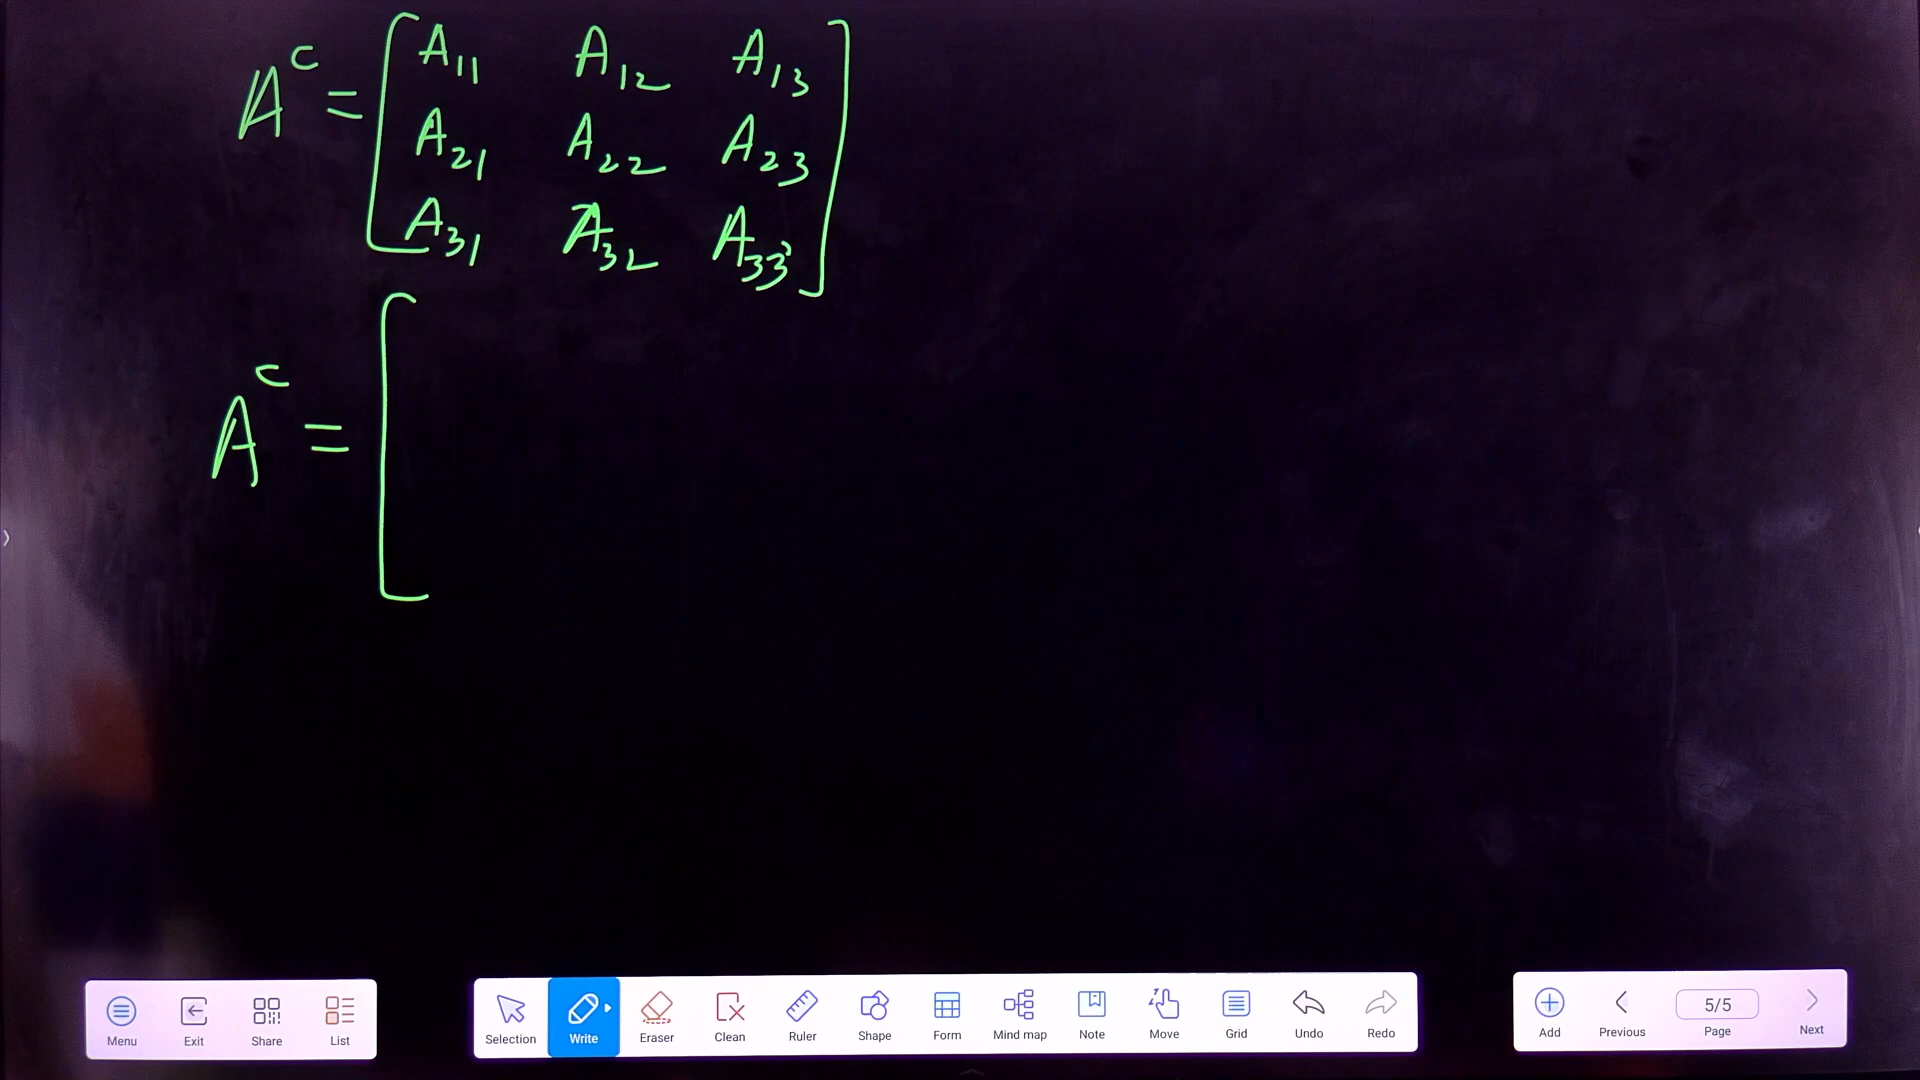 A^c = [ A₁₁ A₁₂ A₁₃
A₂₁ A₂₂ A₂₃
A₃₁ A₃₂ A₃₃ ]
A^c = [
Menu Exit Share List
Selection Write Eraser Clean Ruler Shape Form Mind map Note Move Grid Undo Redo
Add Previous 5/5 Page Next